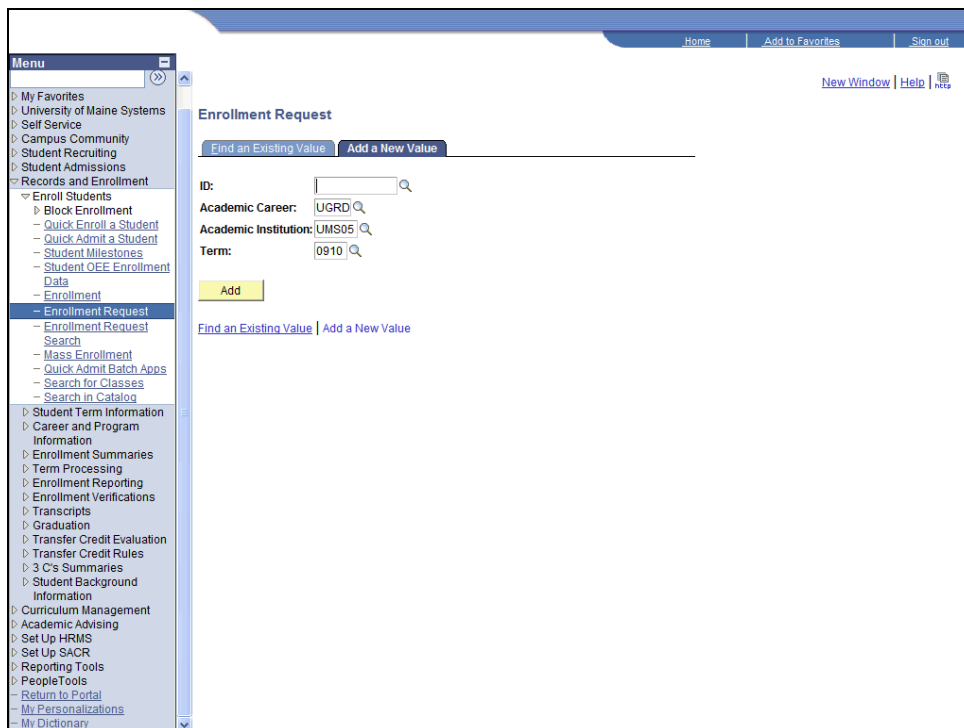 Home
Add to Favorites
Sign out
Menu
New Window | Help | http
My Favorites
University of Maine Systems
Self Service
Campus Community
Student Recruiting
Student Admissions
Records and Enrollment
Enroll Students
Block Enrollment
– Quick Enroll a Student
– Quick Admit a Student
– Student Milestones
– Student OEE Enrollment
Data
– Enrollment
– Enrollment Request
– Enrollment Request
Search
– Mass Enrollment
– Quick Admit Batch Apps
– Search for Classes
– Search in Catalog
Student Term Information
Career and Program
Information
Enrollment Summaries
Term Processing
Enrollment Reporting
Enrollment Verifications
Transcripts
Graduation
Transfer Credit Evaluation
Transfer Credit Rules
3 C's Summaries
Student Background
Information
Curriculum Management
Academic Advising
Set Up HRMS
Set Up SACR
Reporting Tools
PeopleTools
– Return to Portal
– My Personalizations
– My Dictionary
Enrollment Request
Find an Existing Value
Add a New Value
ID:
Academic Career: UGRD
Academic Institution: UMS05
Term: 0910
Add
Find an Existing Value | Add a New Value